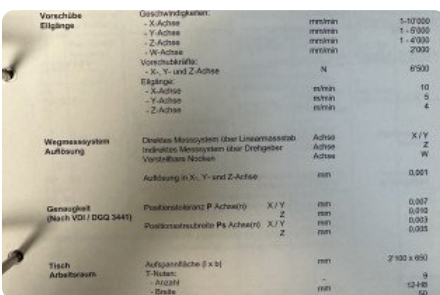 Vorschübe Geschwindigkeiten:
Eilgänge - X-Achse mm/min 1-10'000
- Y-Achse mm/min 1 - 5'000
- Z-Achse mm/min 1 - 4'000
- W-Achse mm/min 2'000
Vorschubkräfte:
- X-, Y- und Z-Achse N 6'500
Eilgänge:
- X-Achse m/min 10
- Y-Achse m/min 5
- Z-Achse m/min 4
Wegmesssystem Direktes Messsystem über Linearmassstab Achse X / Y
Auflösung Indirektes Messsystem über Drehgeber Achse Z
Verstellbare Nocken Achse W
Auflösung in X-, Y- und Z-Achse mm 0,001
Genauigkeit Positionstoleranz P Achse(n) X / Y mm 0,007
(Nach VDI / DGQ 3441) Z mm 0,010
Positionsstreubreite Ps Achse(n) X / Y mm 0,003
Z mm 0,005
Tisch Aufspannfläche (l x b) mm 2'100 x 650
Arbeitsraum T-Nuten:
- Anzahl - 9
- Breite mm 12-H8
50